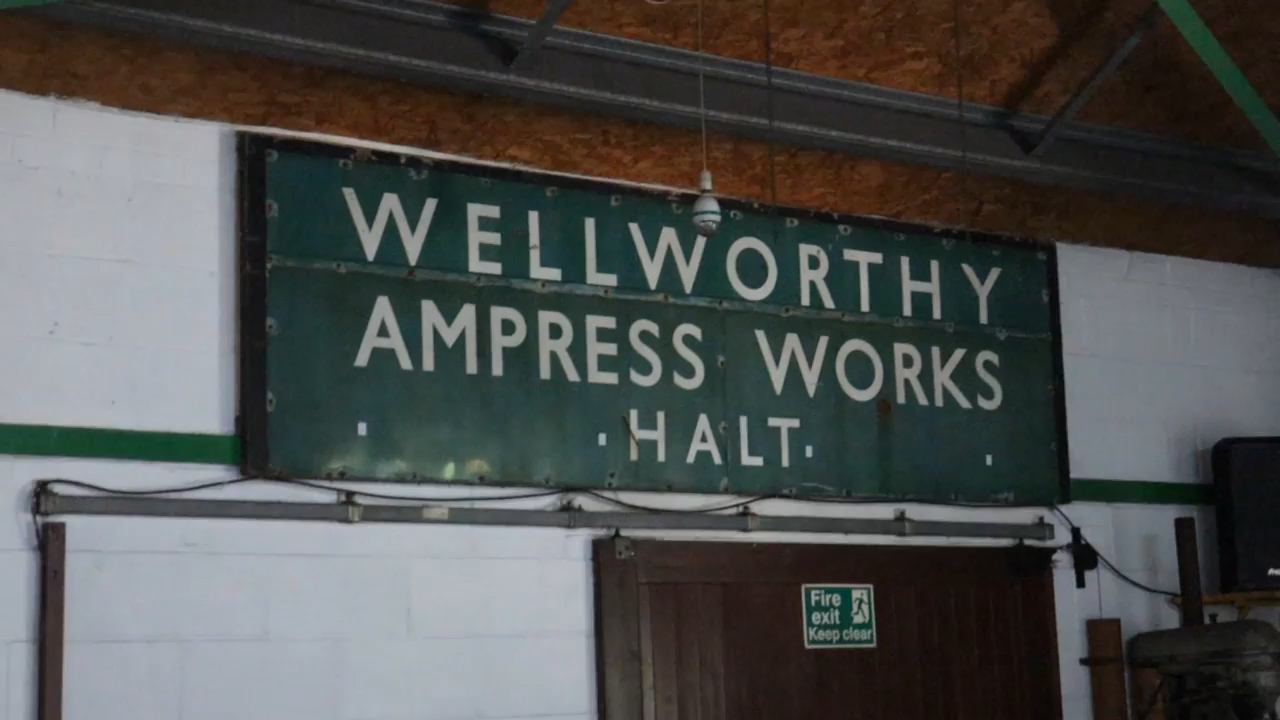 WELLWORTHY
AMPRESS WORKS
HALT
Fire
exit
Keep clear